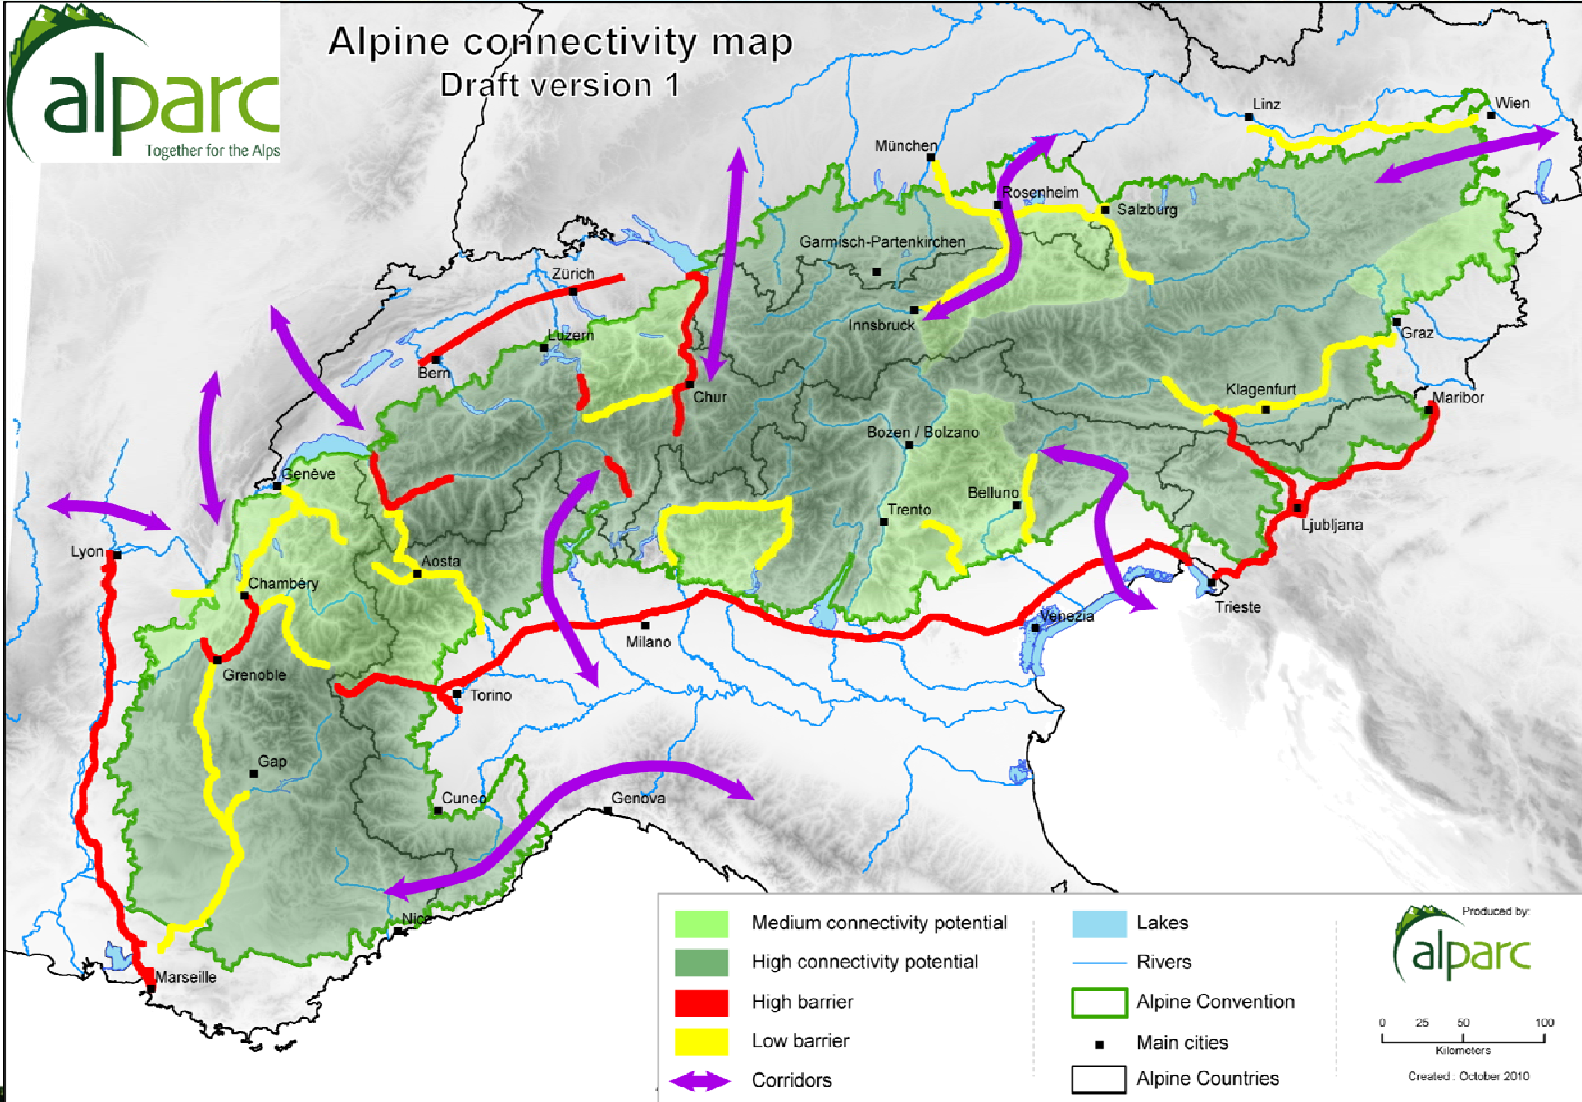 alparc
Together for the Alps
Alpine connectivity map
Draft version 1
Linz
Wien
München
Rosenheim
Salzburg
Garmisch-Partenkirchen
Zürich
Innsbruck
Luzern
Graz
Bern
Chur
Klagenfurt
Maribor
Bozen / Bolzano
Genève
Belluno
Trento
Ljubljana
Lyon
Aosta
Chambéry
Trieste
Venezia
Milano
Grenoble
Torino
Gap
Cuneo
Genova
Nice
Marseille
Medium connectivity potential
High connectivity potential
High barrier
Low barrier
Corridors
Lakes
Rivers
Alpine Convention
Main cities
Alpine Countries
Produced by:
alparc
0 25 50 100
Kilometers
Created : October 2010